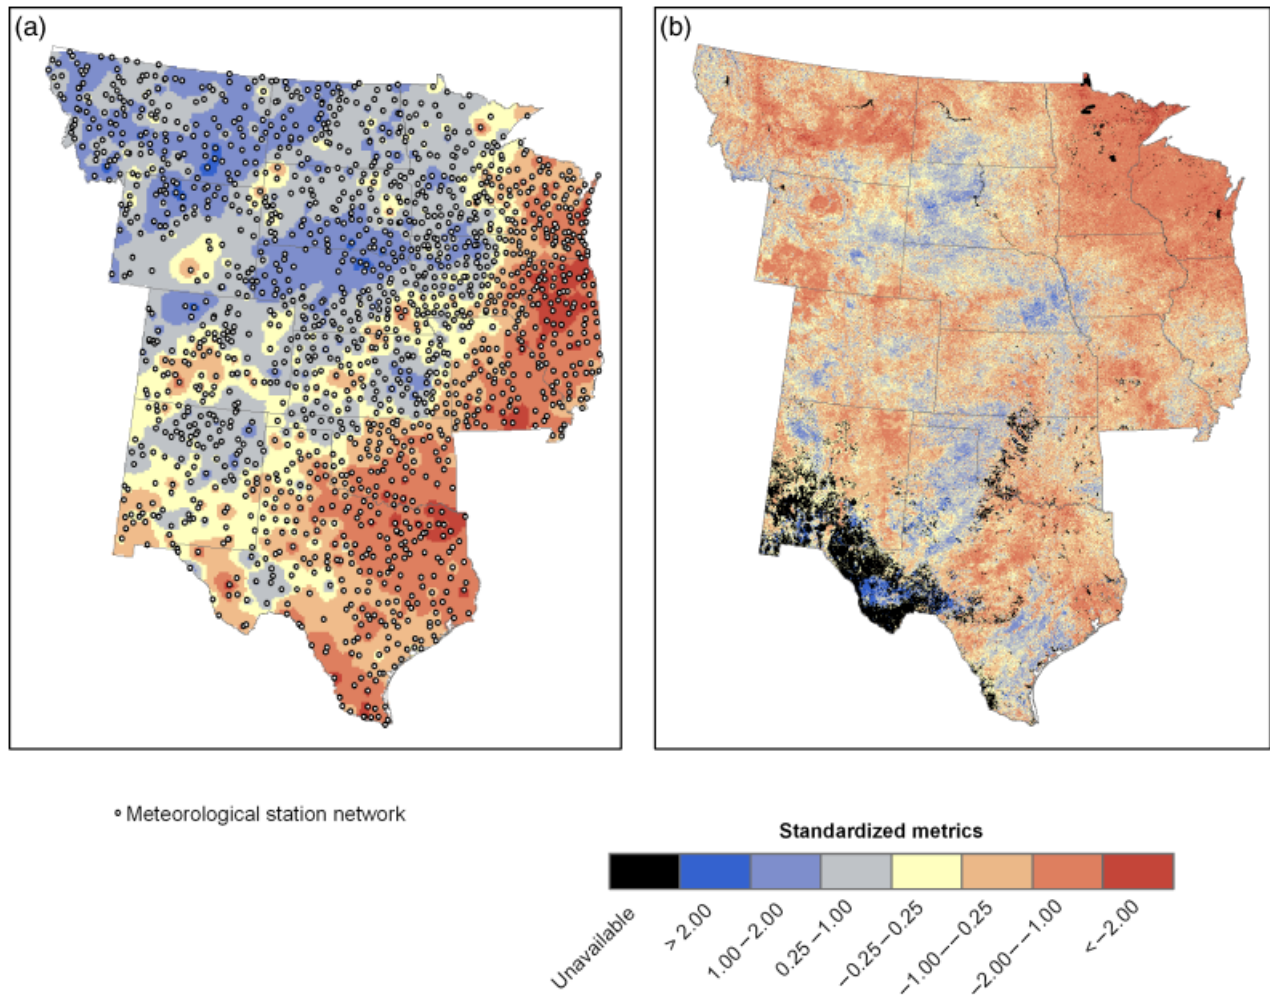 (a)
(b)
Meteorological station network
Standardized metrics
Unavailable
> 2.00
1.00 – 2.00
0.25 – 1.00
–0.25 – 0.25
–1.00 – –0.25
–2.00 – –1.00
< –2.00